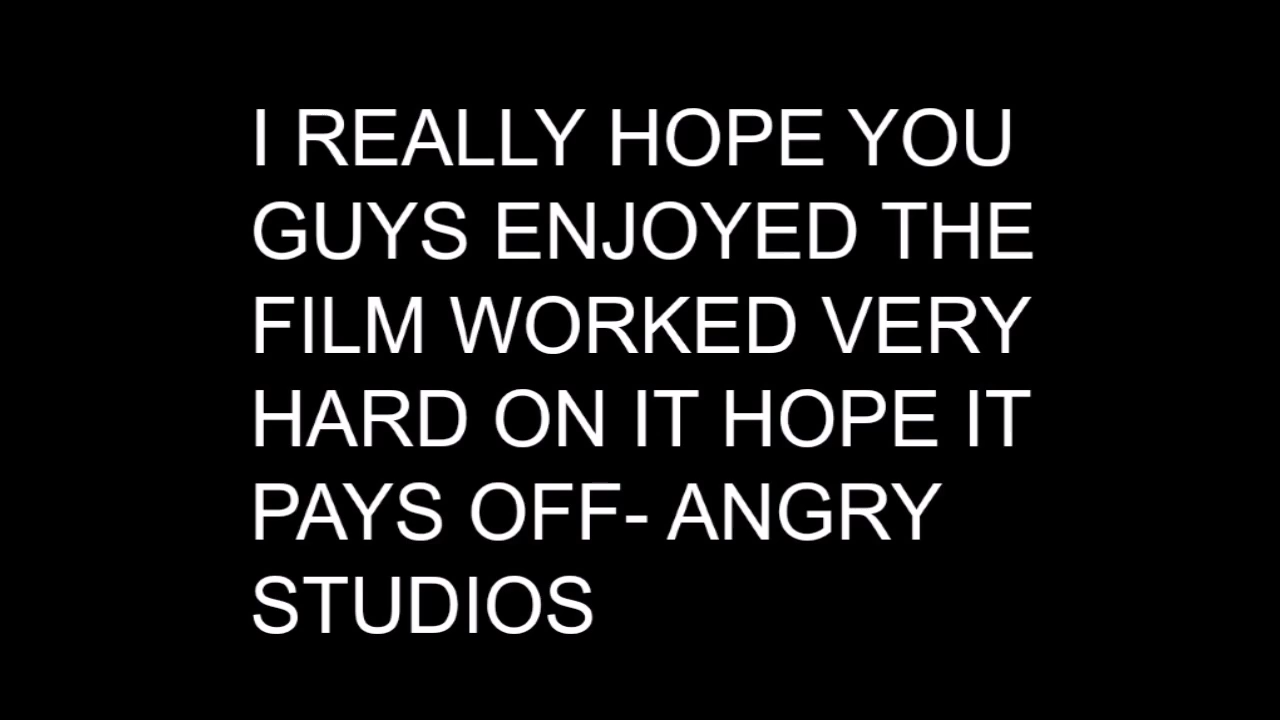 I REALLY HOPE YOU
GUYS ENJOYED THE
FILM WORKED VERY
HARD ON IT HOPE IT
PAYS OFF- ANGRY
STUDIOS